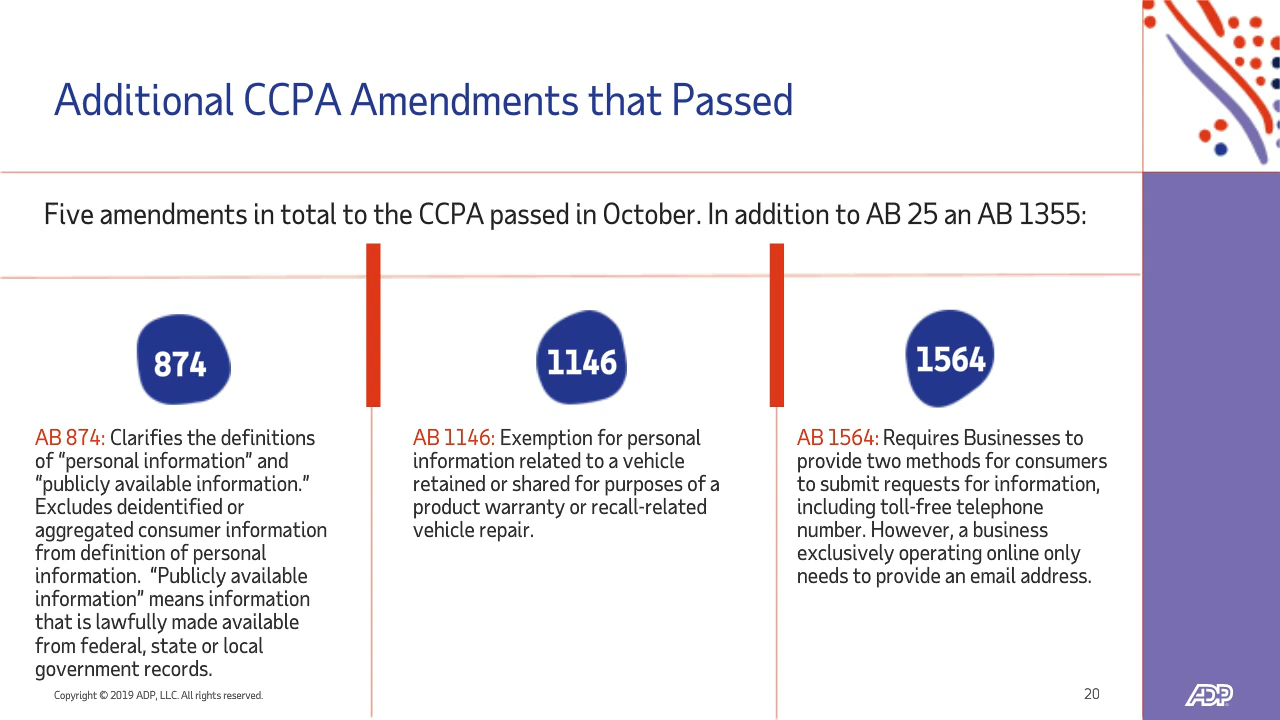 Additional CCPA Amendments that Passed
Five amendments in total to the CCPA passed in October. In addition to AB 25 an AB 1355:
874
AB 874: Clarifies the definitions
of “personal information” and
“publicly available information.”
Excludes deidentified or
aggregated consumer information
from definition of personal
information.  “Publicly available
information” means information
that is lawfully made available
from federal, state or local
government records.
1146
AB 1146: Exemption for personal
information related to a vehicle
retained or shared for purposes of a
product warranty or recall-related
vehicle repair.
1564
AB 1564: Requires Businesses to
provide two methods for consumers
to submit requests for information,
including toll-free telephone
number. However, a business
exclusively operating online only
needs to provide an email address.
Copyright © 2019 ADP, LLC. All rights reserved.
20
ADP